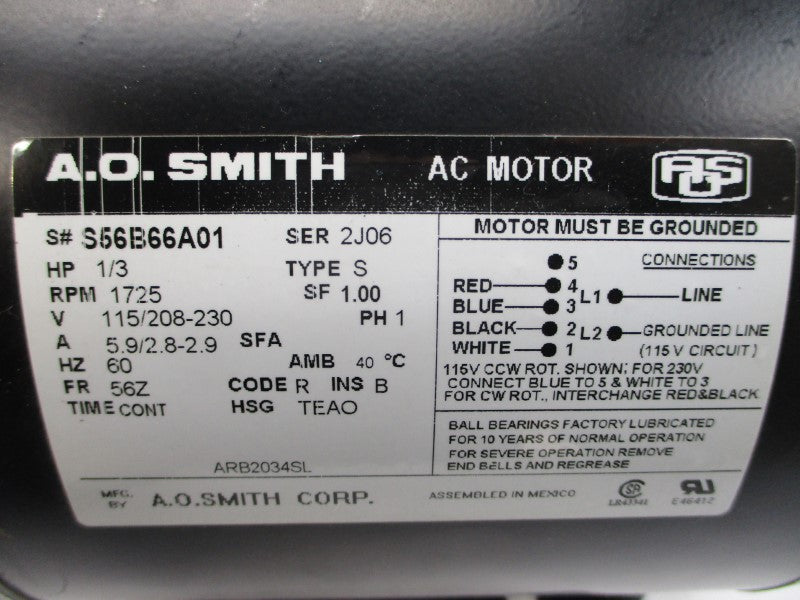 A.O. SMITH AC MOTOR AOS
S# S56B66A01 SER 2J06
HP 1/3 TYPE S
RPM 1725 SF 1.00
V 115/208-230 PH 1
A 5.9/2.8-2.9 SFA
HZ 60 AMB 40 °C
FR 56Z CODE R INS B
TIME CONT HSG TEAO
ARB2034SL
MOTOR MUST BE GROUNDED
5 CONNECTIONS
RED 4 L1 LINE
BLUE 3
BLACK 2 L2 GROUNDED LINE
WHITE 1 (115 V CIRCUIT)
115V CCW ROT. SHOWN; FOR 230V
CONNECT BLUE TO 5 & WHITE TO 3
FOR CW ROT., INTERCHANGE RED&BLACK
BALL BEARINGS FACTORY LUBRICATED
FOR 10 YEARS OF NORMAL OPERATION
FOR SEVERE OPERATION REMOVE
END BELLS AND REGREASE
MFG. BY A.O.SMITH CORP. ASSEMBLED IN MEXICO
LR43341 E46412